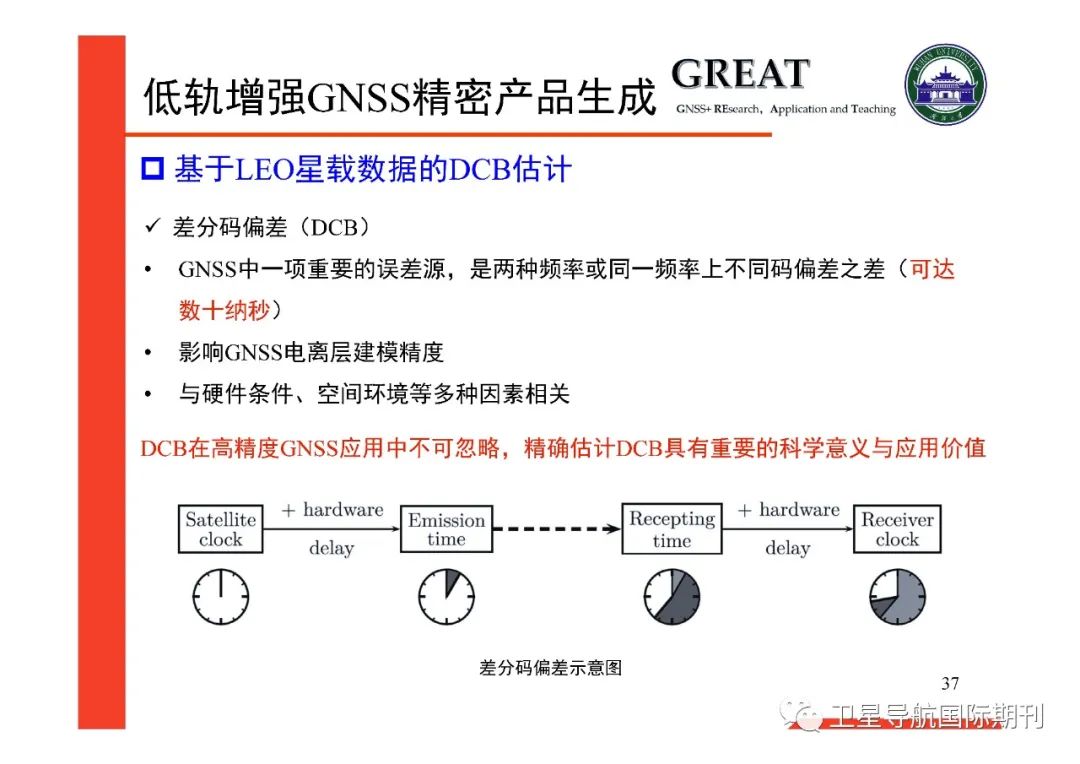 低轨增强GNSS精密产品生成
GREAT
GNSS+ REsearch, Application and Teaching
WUHAN UNIVERSITY
基于LEO星载数据的DCB估计
✓ 差分码偏差（DCB）
• GNSS中一项重要的误差源，是两种频率或同一频率上不同码偏差之差（可达
数十纳秒）
• 影响GNSS电离层建模精度
• 与硬件条件、空间环境等多种因素相关
DCB在高精度GNSS应用中不可忽略，精确估计DCB具有重要的科学意义与应用价值
Satellite
clock
+ hardware
delay
Emission
time
Recepting
time
+ hardware
delay
Receiver
clock
差分码偏差示意图
37
卫星导航国际期刊